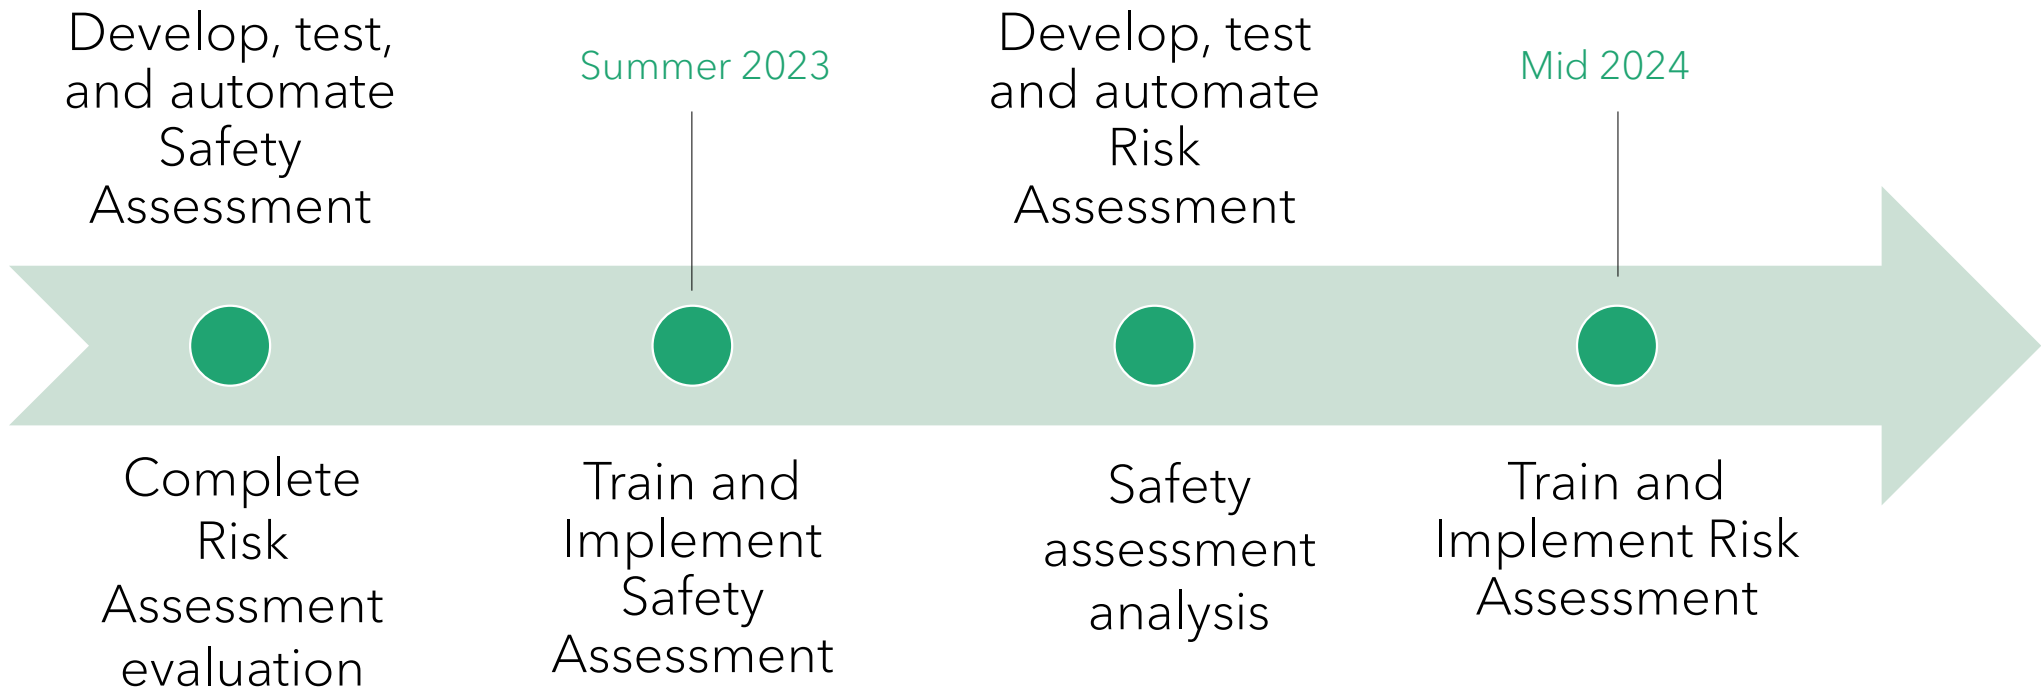 Develop, test,
and automate
Safety
Assessment
Summer 2023
Develop, test
and automate
Risk
Assessment
Mid 2024
Complete
Risk
Assessment
evaluation
Train and
Implement
Safety
Assessment
Safety
assessment
analysis
Train and
Implement Risk
Assessment